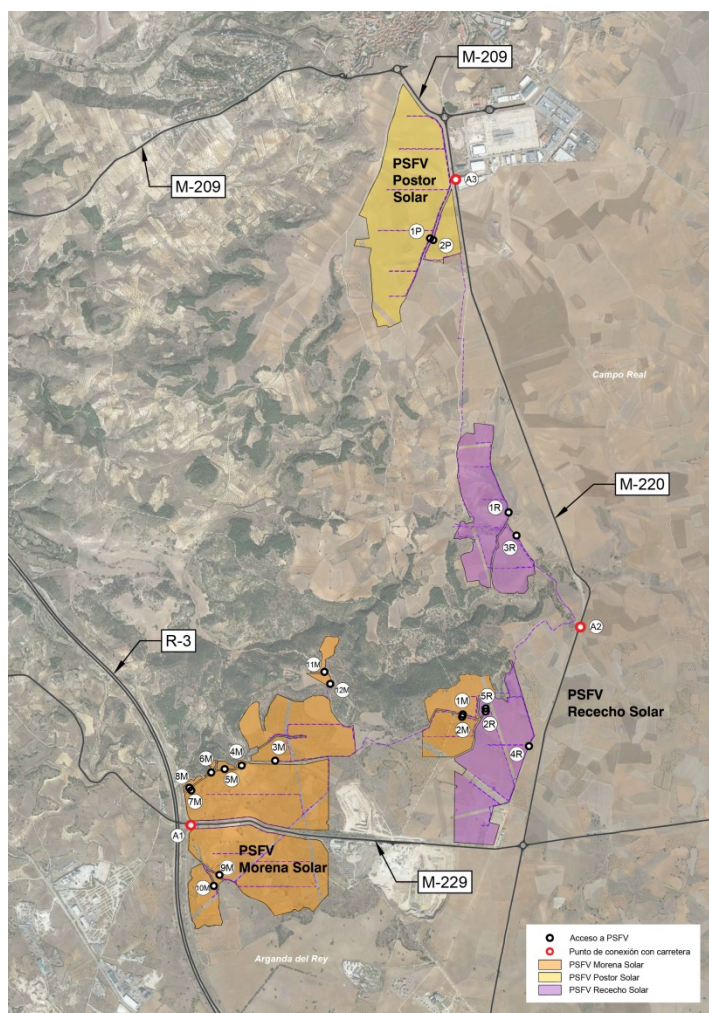 M-209
M-209
PSFV
Postor
Solar
A3
1P
2P
Campo Real
M-220
1R
3R
R-3
A2
11M
12M
PSFV
Rececho Solar
1M
5R
2M
2R
3M
4M
6M
5M
4R
8M
7M
A1
PSFV
Morena Solar
9M
M-229
10M
Arganda del Rey
Acceso a PSFV
Punto de conexión con carretera
PSFV Morena Solar
PSFV Postor Solar
PSFV Rececho Solar